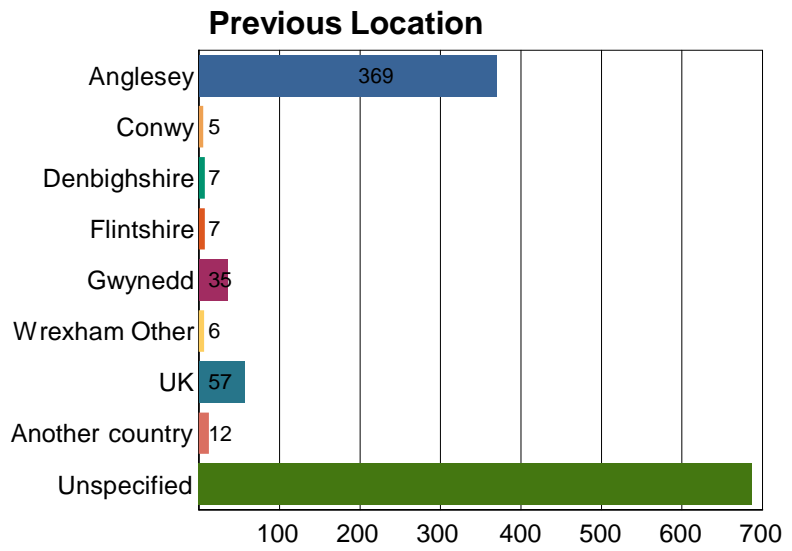 Previous Location
Anglesey 369
Conwy 5
Denbighshire 7
Flintshire 7
Gwynedd 35
Wrexham Other 6
UK 57
Another country 12
Unspecified
100 200 300 400 500 600 700